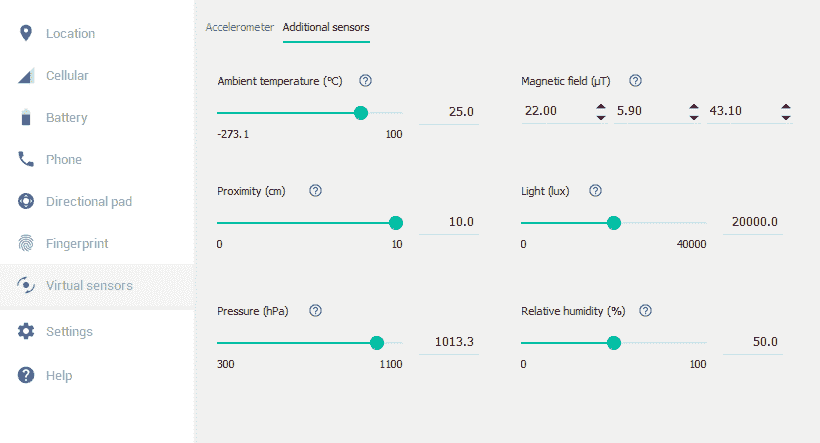 Location
Cellular
Battery
Phone
Directional pad
Fingerprint
Virtual sensors
Settings
Help
Accelerometer Additional sensors
Ambient temperature (°C) ?
25.0
-273.1 100
Magnetic field (µT) ?
22.00 5.90 43.10
Proximity (cm) ?
10.0
0 10
Light (lux) ?
20000.0
0 40000
Pressure (hPa) ?
1013.3
300 1100
Relative humidity (%) ?
50.0
0 100